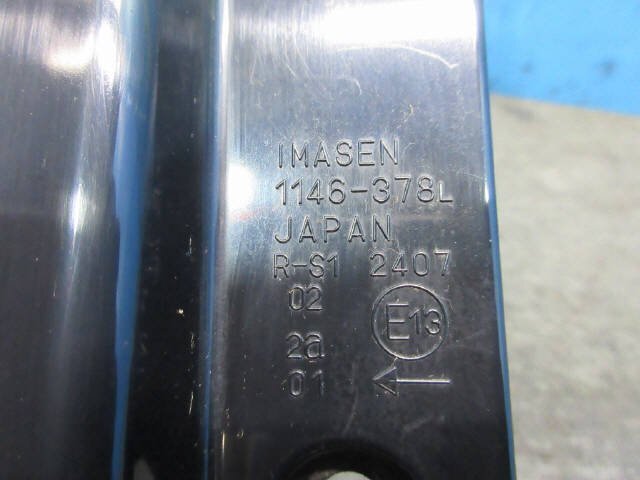 IMASEN
1146-378L
JAPAN
R-S1 2407
02
E13
2a
01 ←